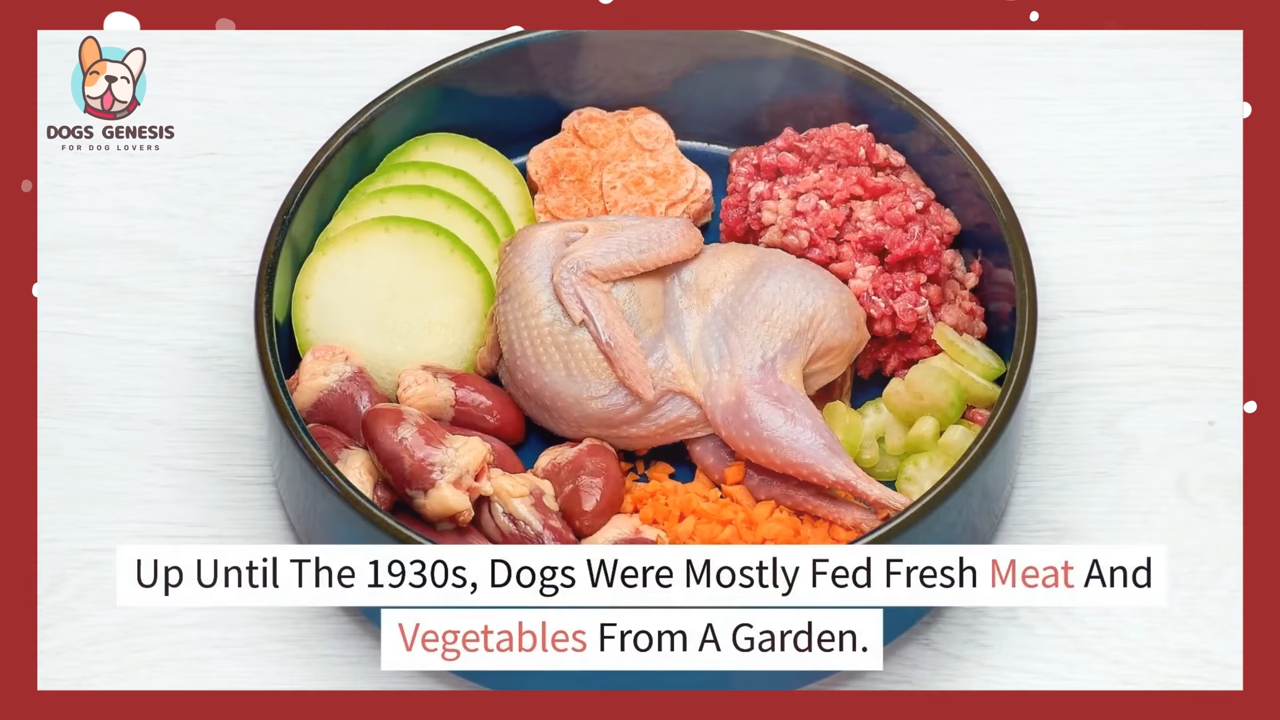 DOGS GENESIS
FOR DOG LOVERS
Up Until The 1930s, Dogs Were Mostly Fed Fresh Meat And
Vegetables From A Garden.